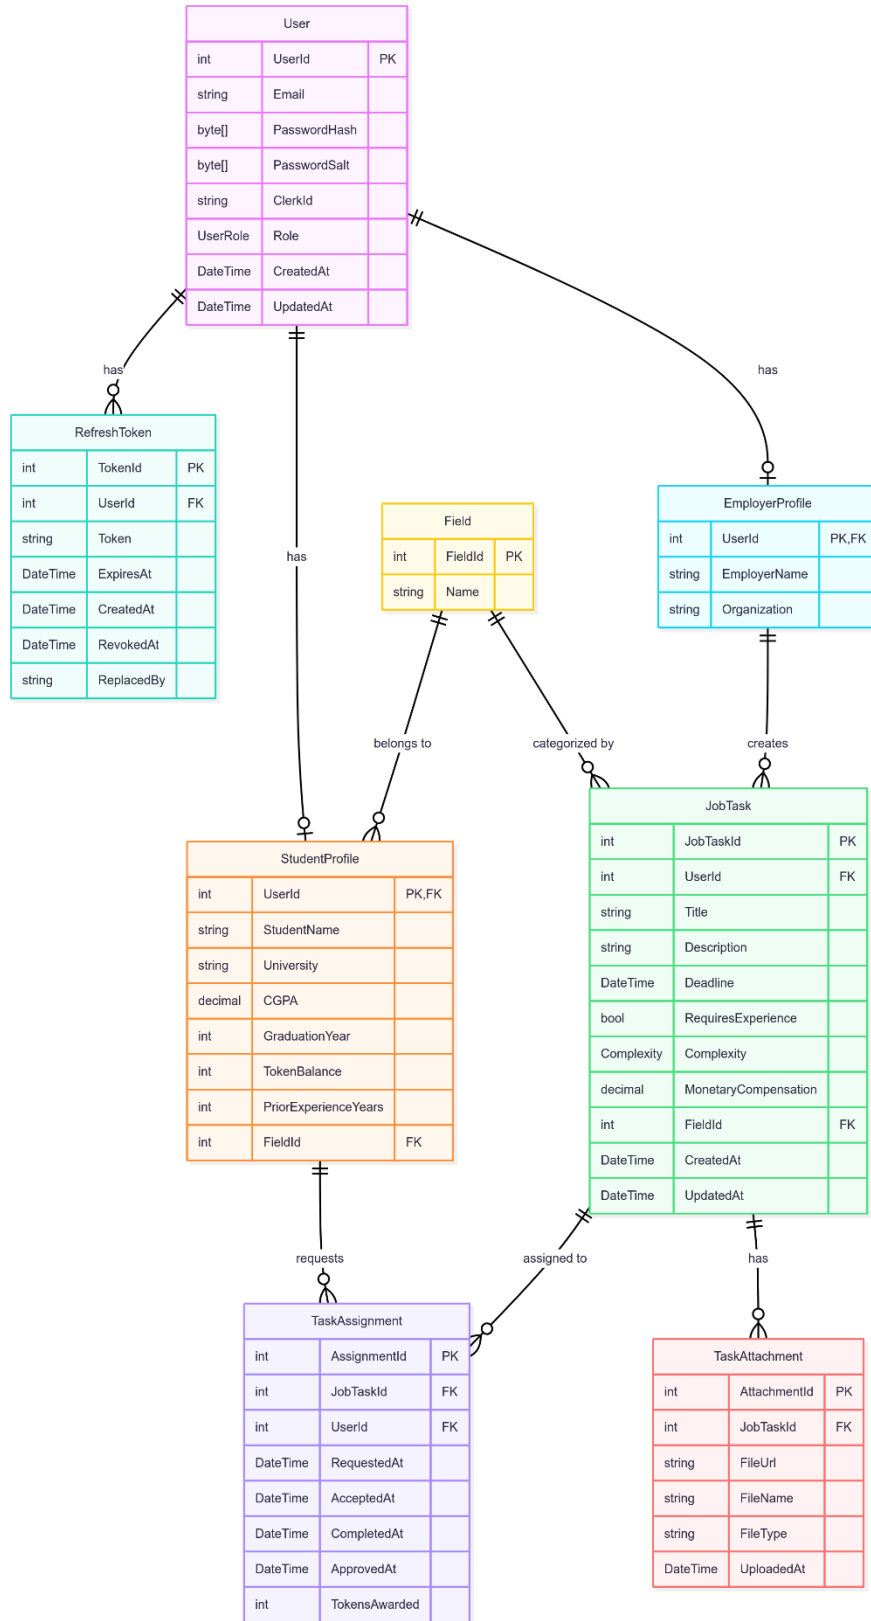 User
int UserId PK
string Email
byte[] PasswordHash
byte[] PasswordSalt
string ClerkId
UserRole Role
DateTime CreatedAt
DateTime UpdatedAt
has
has
RefreshToken
int TokenId PK
int UserId FK
string Token
DateTime ExpiresAt
DateTime CreatedAt
DateTime RevokedAt
string ReplacedBy
has
Field
int FieldId PK
string Name
EmployerProfile
int UserId PK,FK
string EmployerName
string Organization
belongs to
categorized by
creates
StudentProfile
int UserId PK,FK
string StudentName
string University
decimal CGPA
int GraduationYear
int TokenBalance
int PriorExperienceYears
int FieldId FK
JobTask
int JobTaskId PK
int UserId FK
string Title
string Description
DateTime Deadline
bool RequiresExperience
Complexity Complexity
decimal MonetaryCompensation
int FieldId FK
DateTime CreatedAt
DateTime UpdatedAt
requests
assigned to
has
TaskAssignment
int AssignmentId PK
int JobTaskId FK
int UserId FK
DateTime RequestedAt
DateTime AcceptedAt
DateTime CompletedAt
DateTime ApprovedAt
int TokensAwarded
TaskAttachment
int AttachmentId PK
int JobTaskId FK
string FileUrl
string FileName
string FileType
DateTime UploadedAt